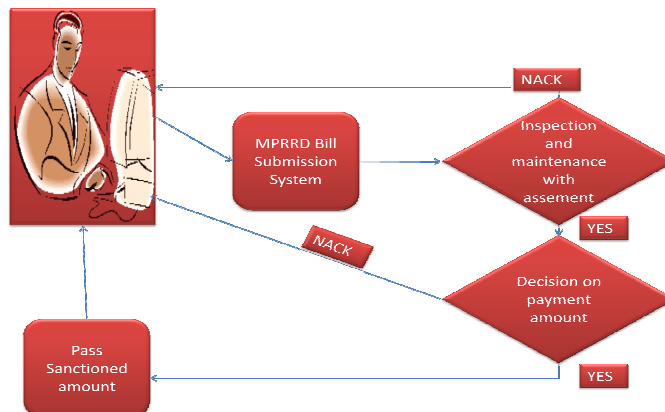 NACK
MPRRD Bill
Submission
System
Inspection
and
maintenance
with
assement
YES
NACK
Decision on
payment
amount
Pass
Sanctioned
amount
YES